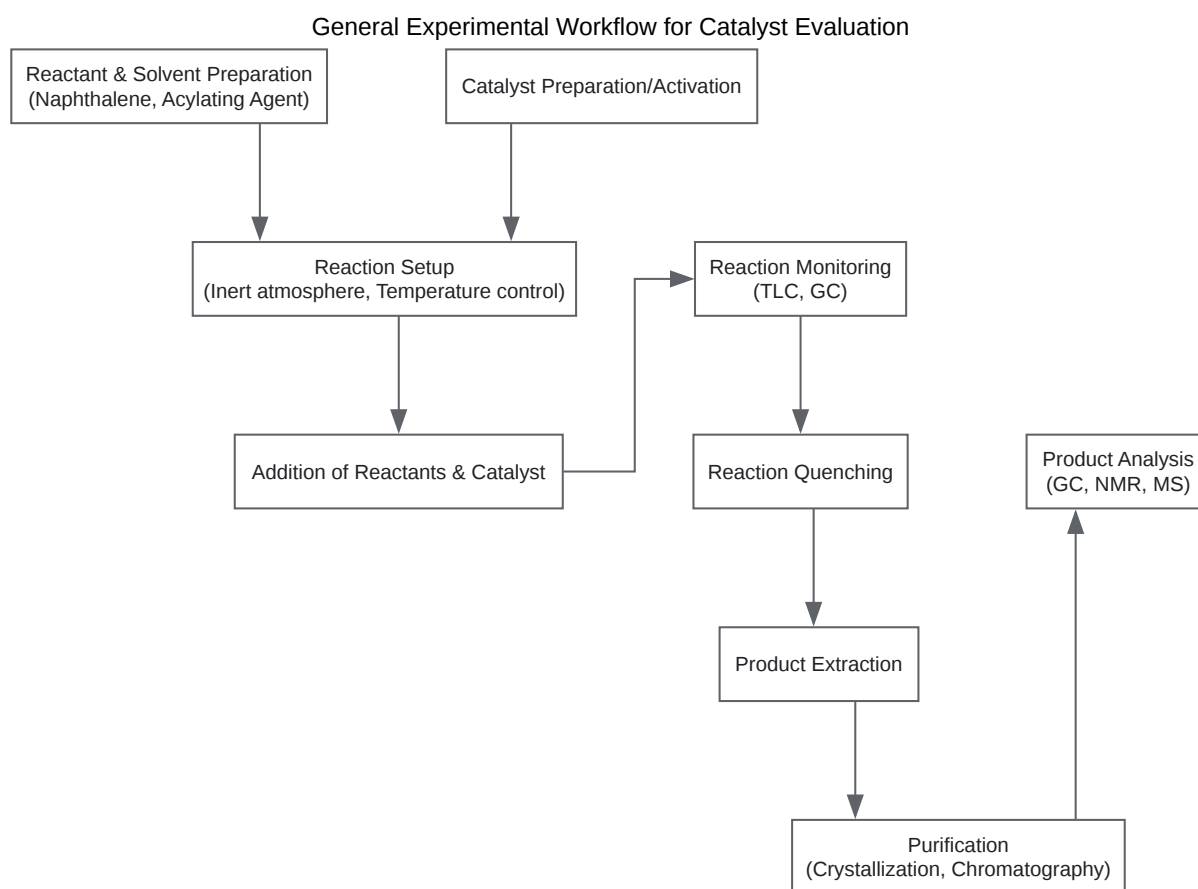 General Experimental Workflow for Catalyst Evaluation
Reactant & Solvent Preparation
(Naphthalene, Acylating Agent)
Catalyst Preparation/Activation
Reaction Setup
(Inert atmosphere, Temperature control)
Reaction Monitoring
(TLC, GC)
Addition of Reactants & Catalyst
Reaction Quenching
Product Analysis
(GC, NMR, MS)
Product Extraction
Purification
(Crystallization, Chromatography)